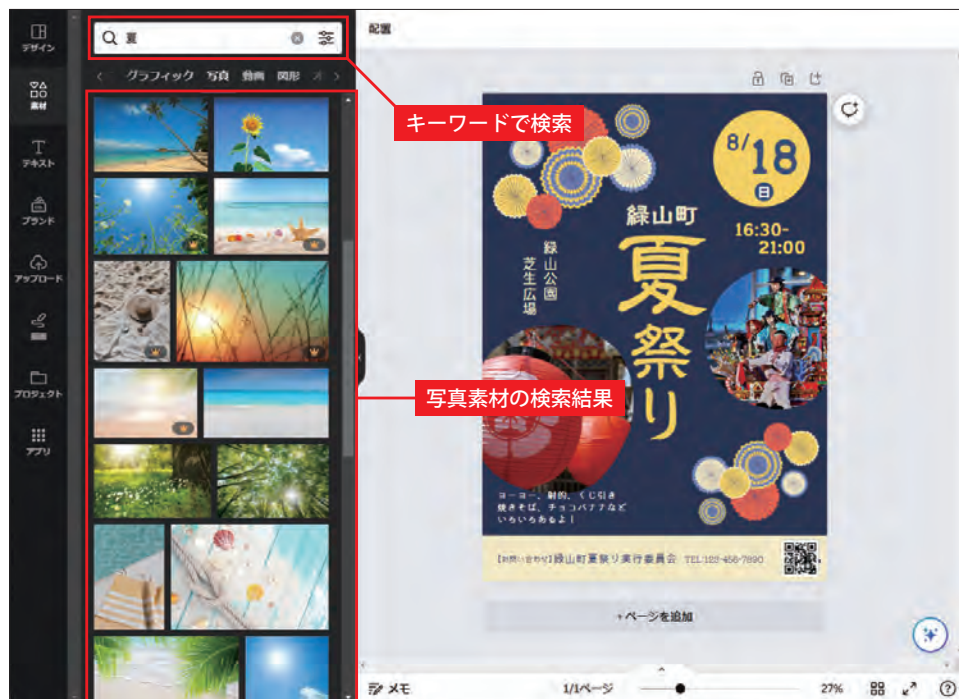 デザイン
素材
テキスト
ブランド
アップロード
プロジェクト
アプリ
夏
グラフィック 写真 動画 図形
キーワードで検索
写真素材の検索結果
配置
8/18
日
16:30-
21:00
緑山町
夏祭り
緑山公園
芝生広場
ヨーヨー、射的、くじ引き
焼きそば、チョコバナナなど
いろいろあるよ！
【お問い合わせ】緑山町夏祭り実行委員会 TEL:123-456-7890
+ページを追加
メモ
1/1ページ
27%